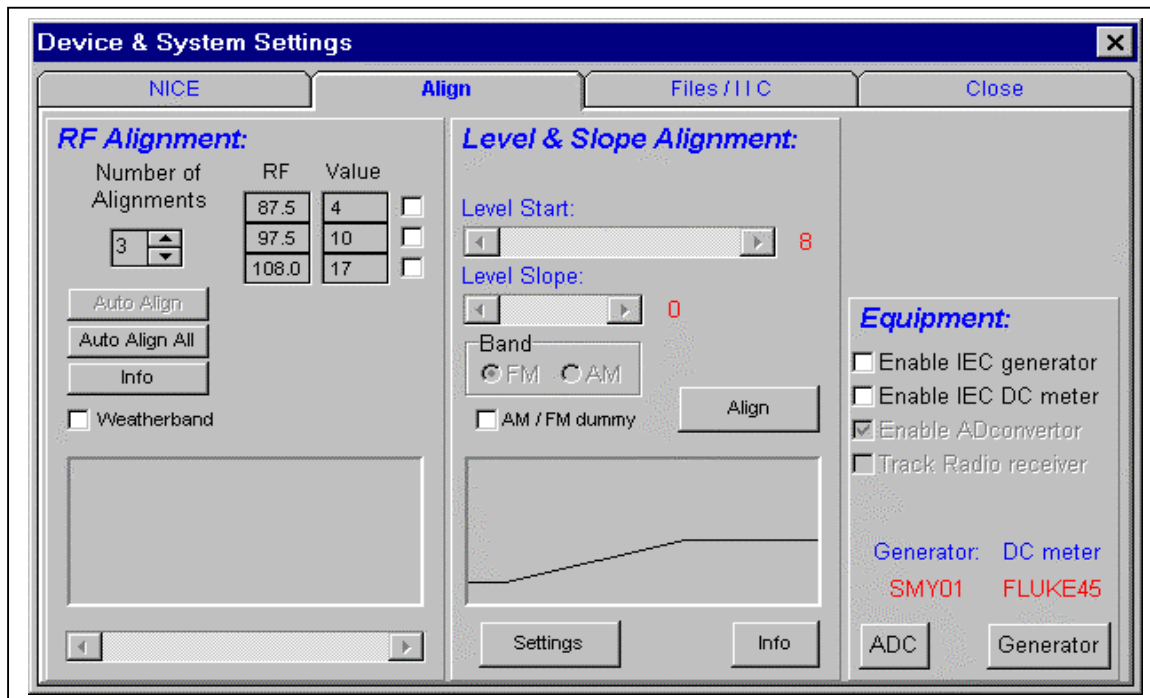 Device & System Settings
NICE
Align
Files / I I C
Close
RF Alignment:
Number of Alignments
RF Value
3
87.5 4
97.5 10
108.0 17
Auto Align
Auto Align All
Info
Weatherband
Level & Slope Alignment:
Level Start:
8
Level Slope:
0
Band
FM AM
AM / FM dummy
Align
Settings
Info
Equipment:
Enable IEC generator
Enable IEC DC meter
Enable ADconvertor
Track Radio receiver
Generator: DC meter
SMY01 FLUKE45
ADC
Generator